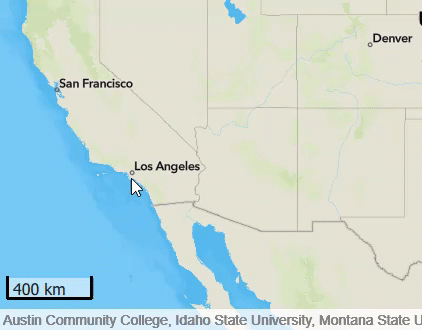 Denver
San Francisco
Los Angeles
400 km
Austin Community College, Idaho State University, Montana State U